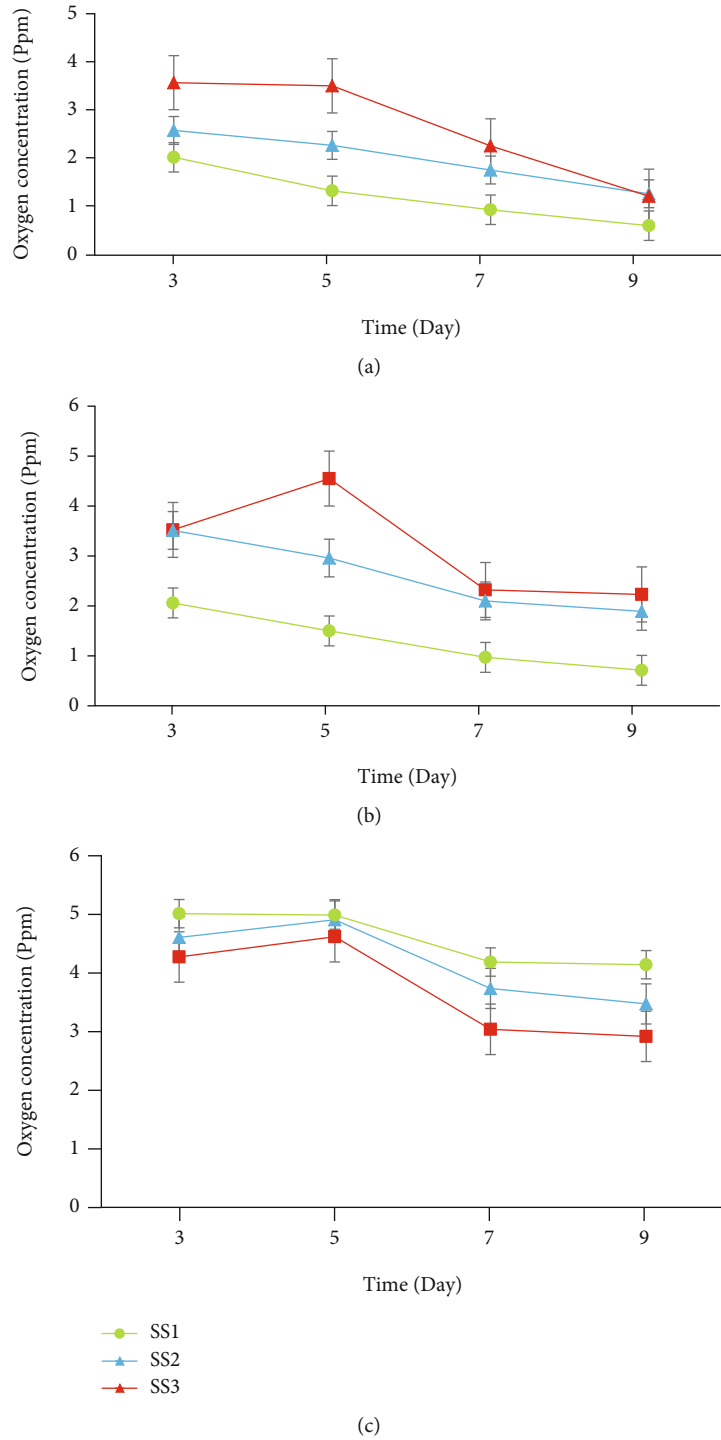 Oxygen concentration (Ppm)
5
4
3
2
1
0
3 5 7 9
Time (Day)
(a)
Oxygen concentration (Ppm)
6
5
4
3
2
1
0
3 5 7 9
Time (Day)
(b)
Oxygen concentration (Ppm)
6
5
4
3
2
1
0
3 5 7 9
Time (Day)
SS1
SS2
SS3
(c)